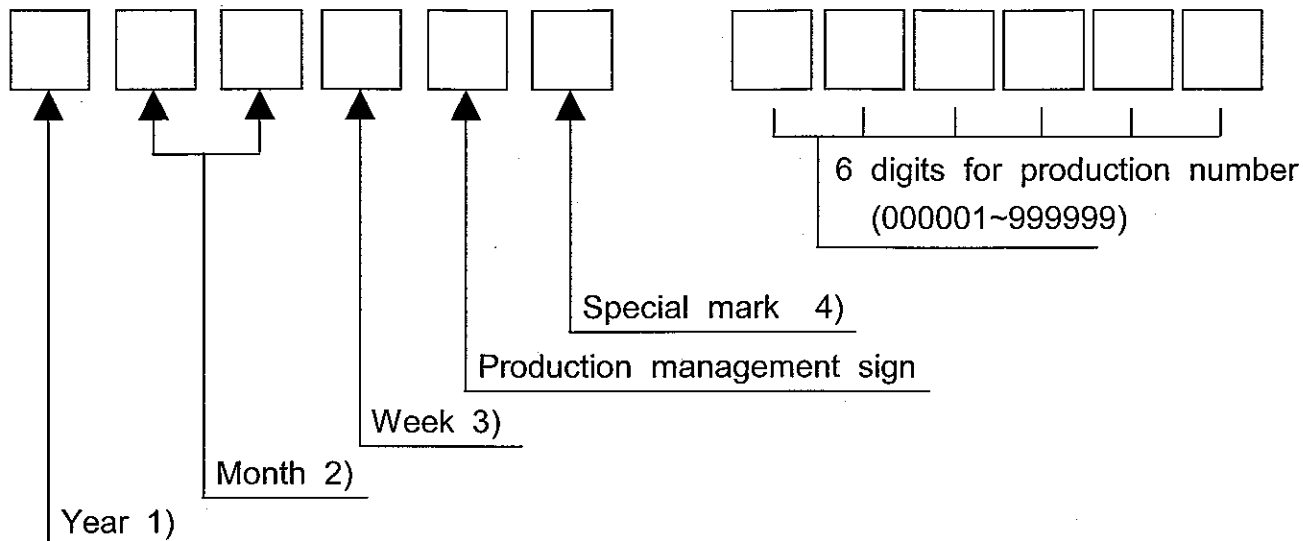 6 digits for production number
(000001~999999)
Special mark 4)
Production management sign
Week 3)
Month 2)
Year 1)